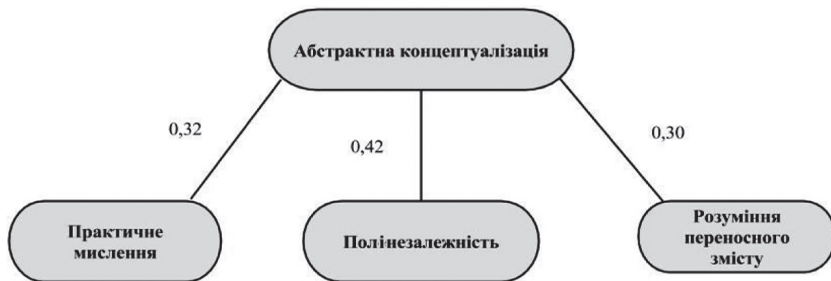 Абстрактна концептуалізація
0,32
0,42
0,30
Практичне
мислення
Полінезалежність
Розуміння
переносного
змісту